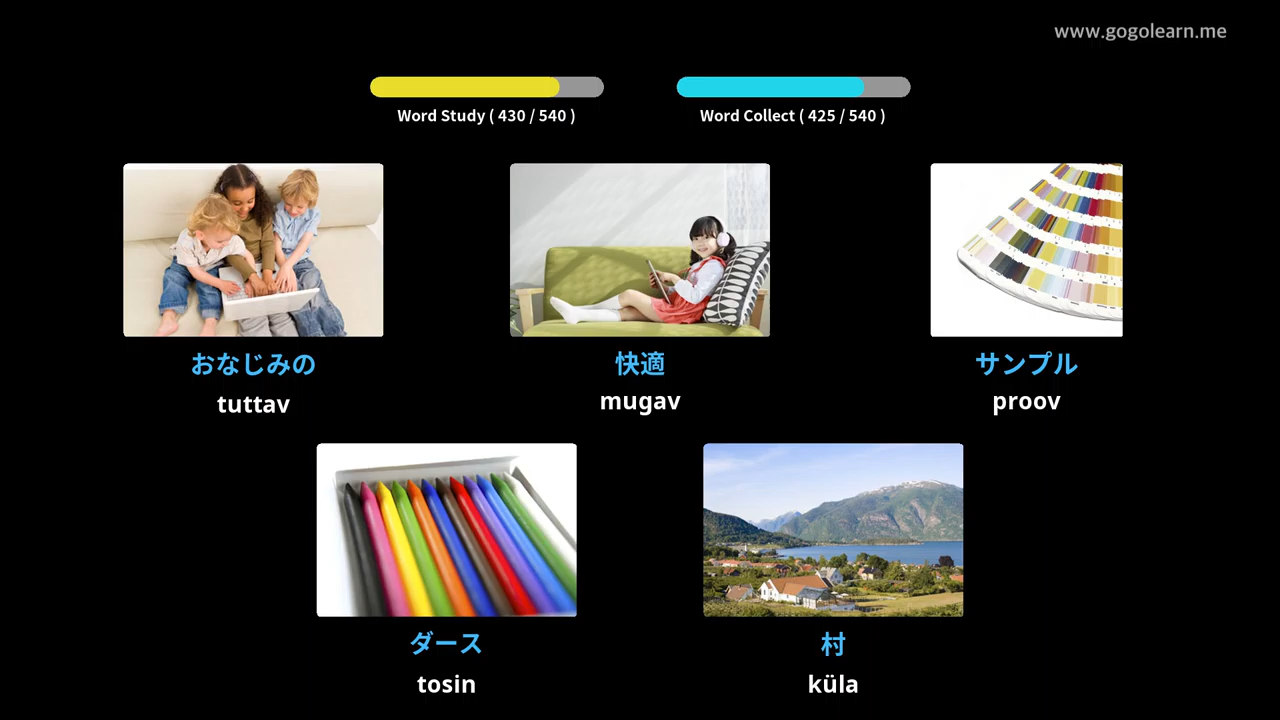 www.gogolearn.me
Word Study ( 430 / 540 )
Word Collect ( 425 / 540 )
おなじみの
tuttav
快適
mugav
サンプル
proov
ダース
tosin
村
küla